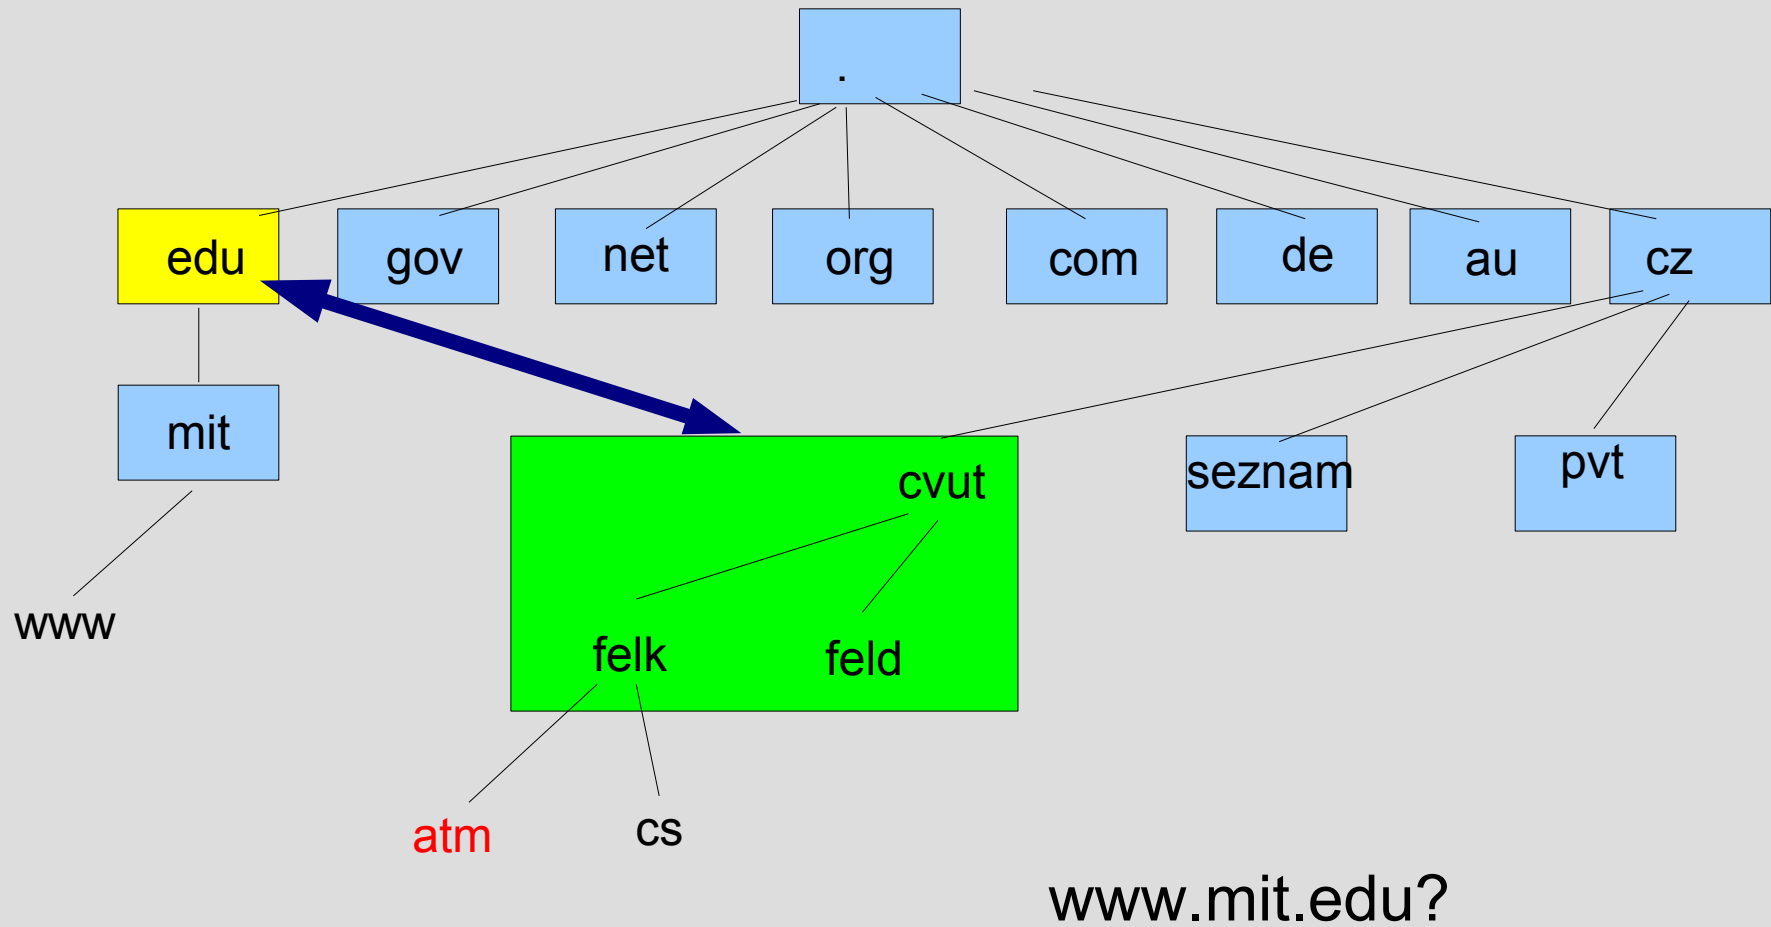 .
edu gov net org com de au cz
mit
cvut seznam pvt
www
felk feld
atm cs
www.mit.edu?